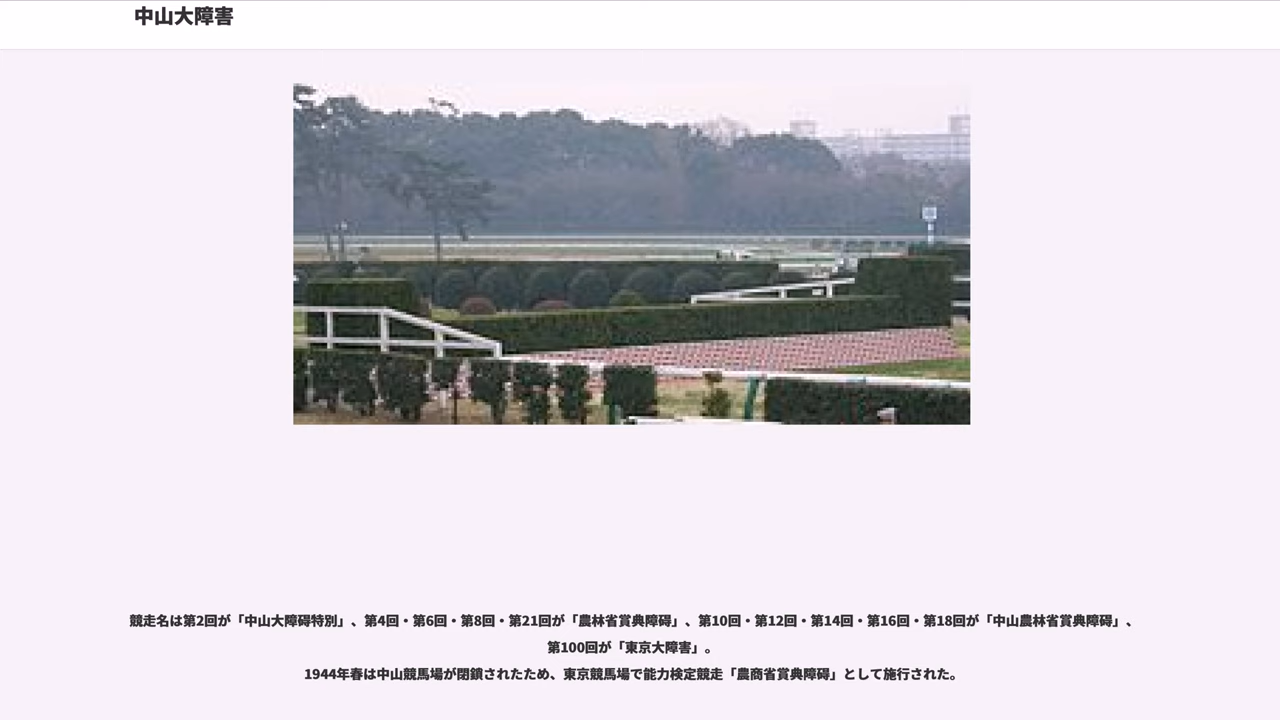 中山大障害
競走名は第2回が「中山大障碍特別」、第4回・第6回・第8回・第21回が「農林省賞典障碍」、第10回・第12回・第14回・第16回・第18回が「中山農林省賞典障碍」、
第100回が「東京大障害」。
1944年春は中山競馬場が閉鎖されたため、東京競馬場で能力検定競走「農商省賞典障碍」として施行された。